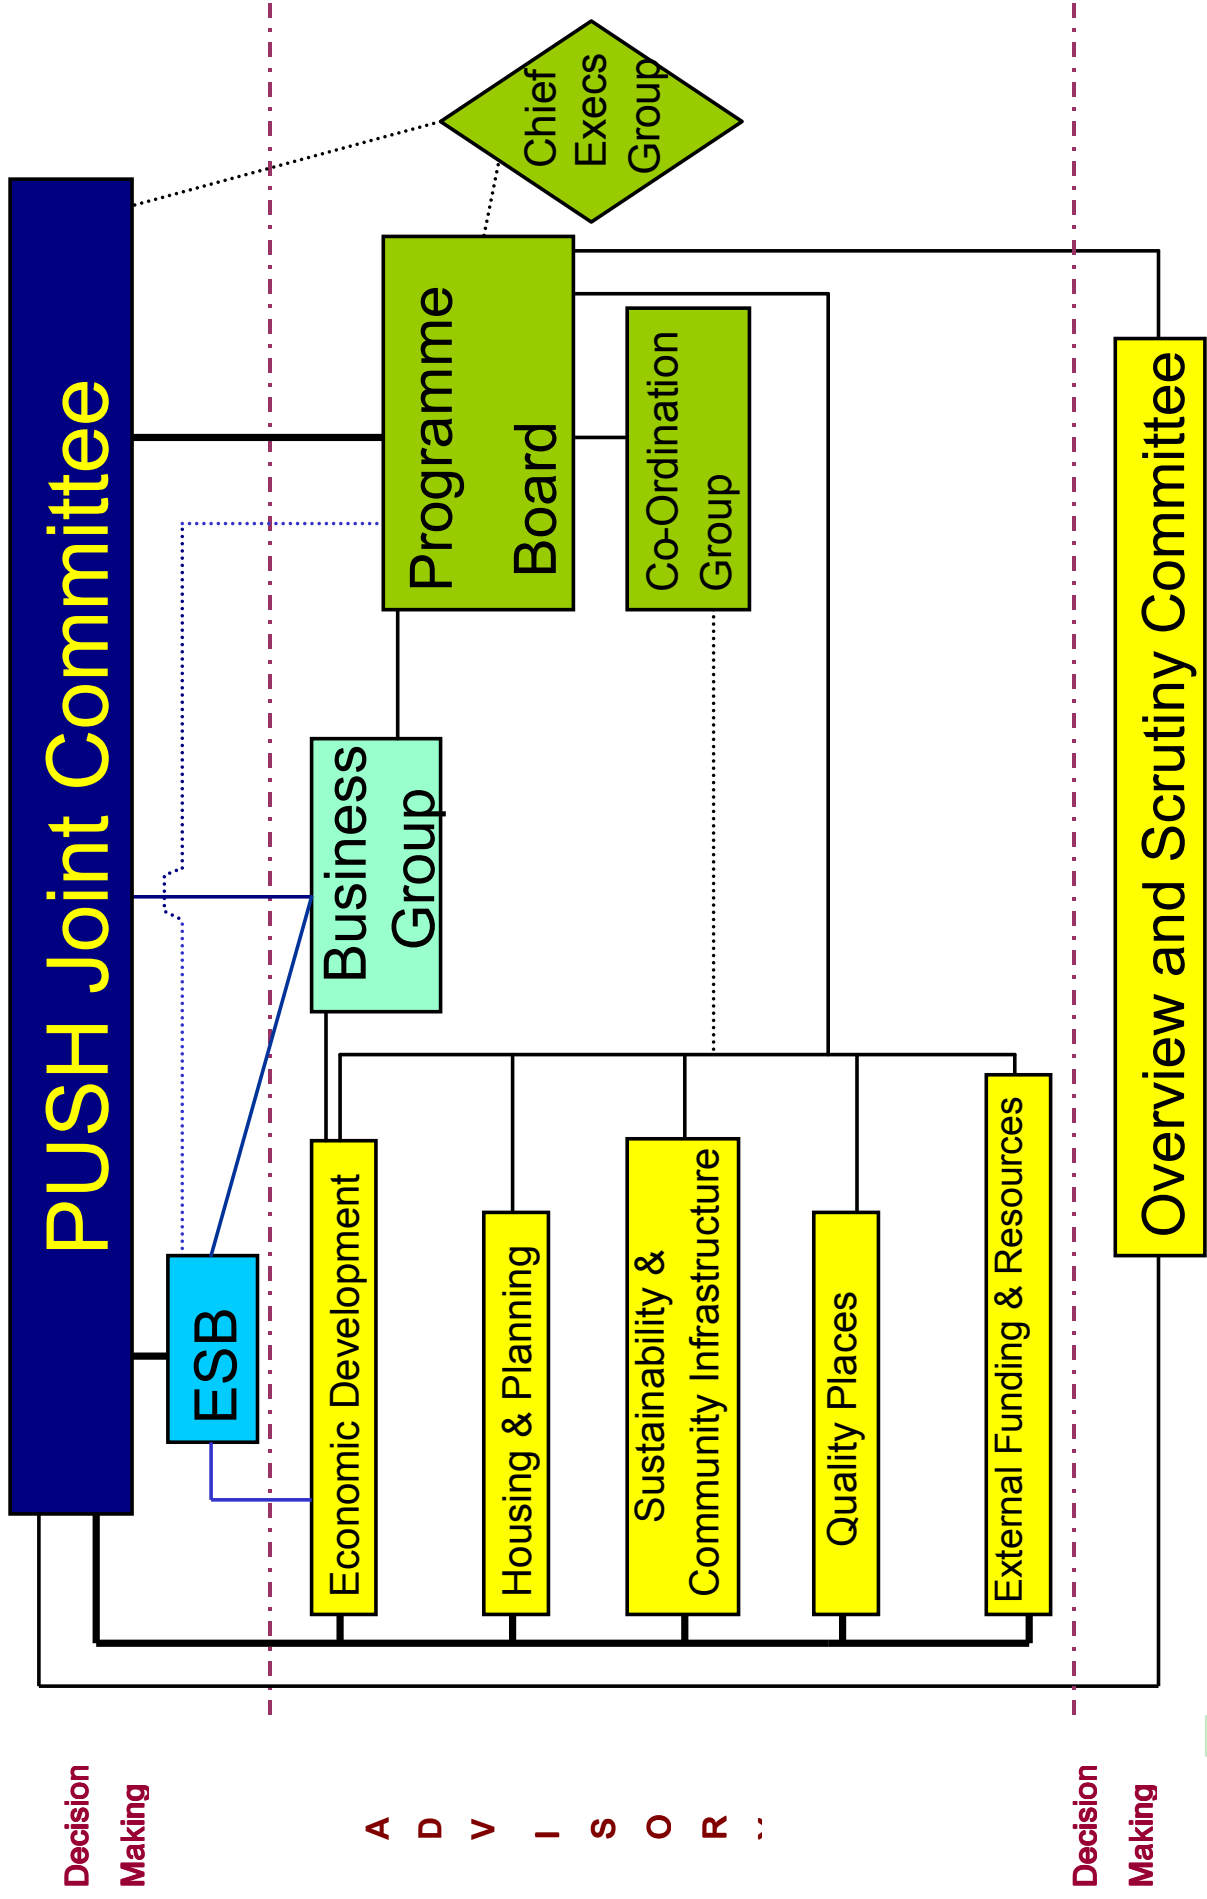 PUSH Joint Committee
Decision
Making
ESB
Chief
Execs
Group
Programme
Board
Business
Group
Co-Ordination
Group
Economic Development
Housing & Planning
Sustainability &
Community Infrastructure
Quality Places
External Funding & Resources
A
D
V
I
S
O
R
Overview and Scrutiny Committee
Decision
Making